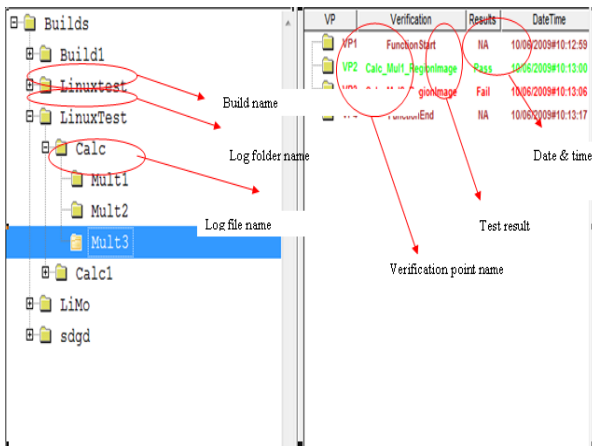 Builds
Build1
Linuxtest
LinuxTest
Calc
Mult1
Mult2
Mult3
Calc1
LiMo
sdgd
Build name
Log folder name
Log file name
VP Verification Results DateTime
VP1 FunctionStart NA 10/06/2009#10:12:59
VP2 Calc_Mul1_RegionImage Pass 10/06/2009#10:13:00
Fail 10/06/2009#10:13:06
FunctionEnd NA 10/06/2009#10:13:17
Date & time
Test result
Verification point name